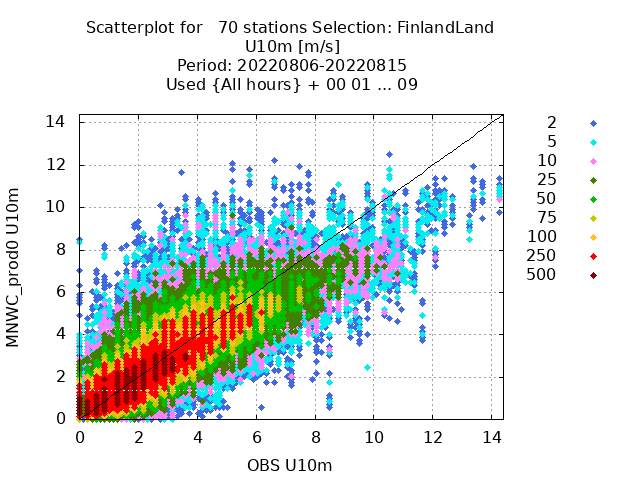 Scatterplot for   70 stations Selection: FinlandLand
U10m [m/s]
Period: 20220806-20220815
Used {All hours} + 00 01 ... 09
MNWC_prod0 U10m
14
12
10
8
6
4
2
0
0 2 4 6 8 10 12 14
OBS U10m
2
5
10
25
50
75
100
250
500